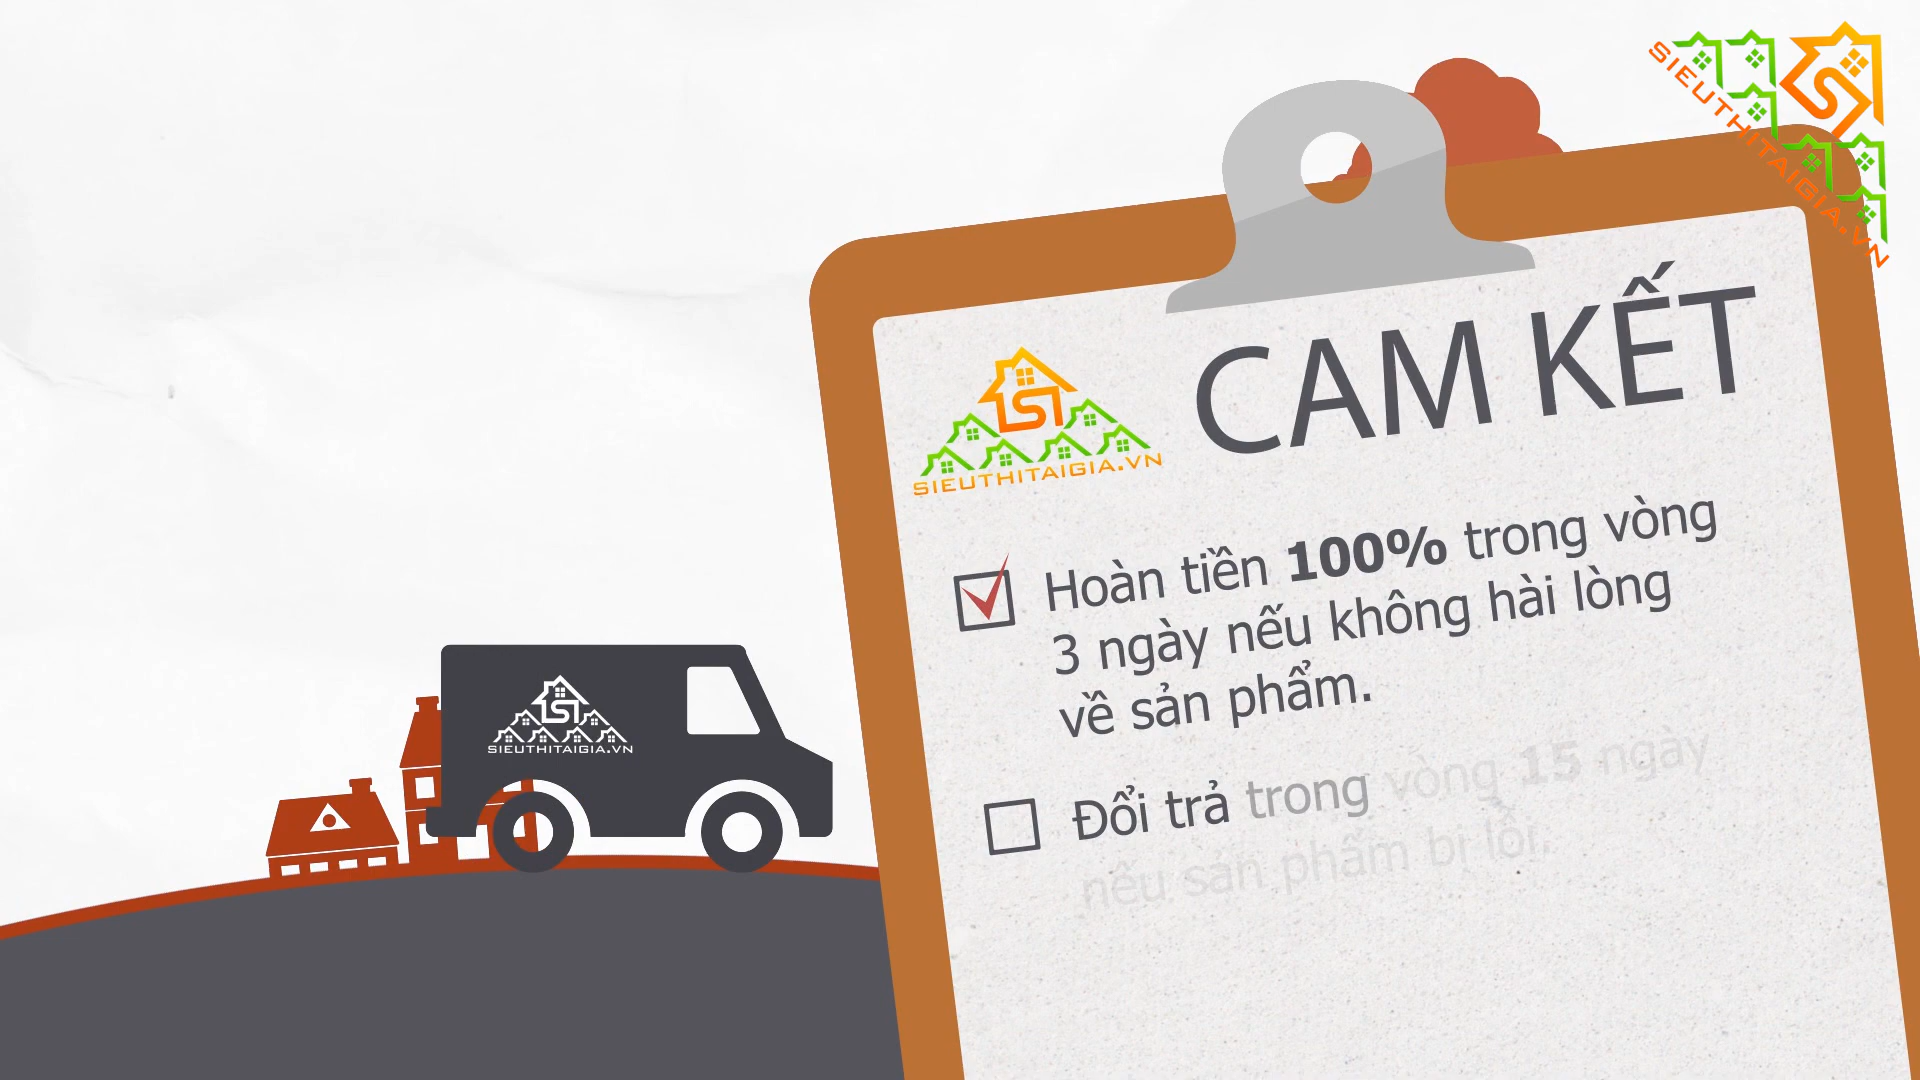 SIEUTHITAIGIA.VN
CAM KẾT
SIEUTHITAIGIA.VN
Hoàn tiền 100% trong vòng
3 ngày nếu không hài lòng
về sản phẩm.
Đổi trả trong vòng 15 ngày
nếu sản phẩm bị lỗi.
SIEUTHITAIGIA.VN